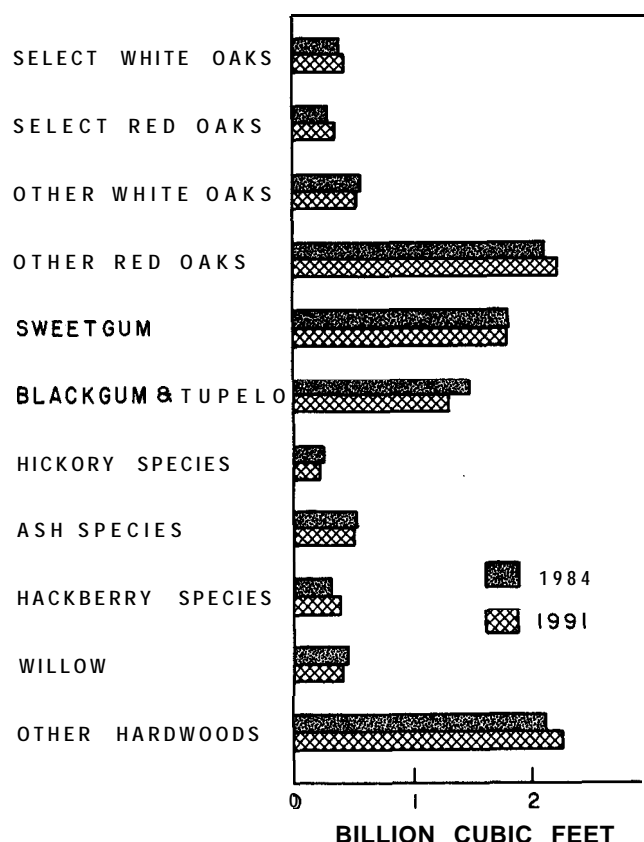 SELECT WHITE OAKS
SELECT RED OAKS
OTHER WHITE OAKS
OTHER RED OAKS
SWEETGUM
BLACKGUM & TUPELO
HICKORY SPECIES
ASH SPECIES
HACKBERRY SPECIES
WILLOW
OTHER HARDWOODS
1984
1991
0 1 2
BILLION CUBIC FEET